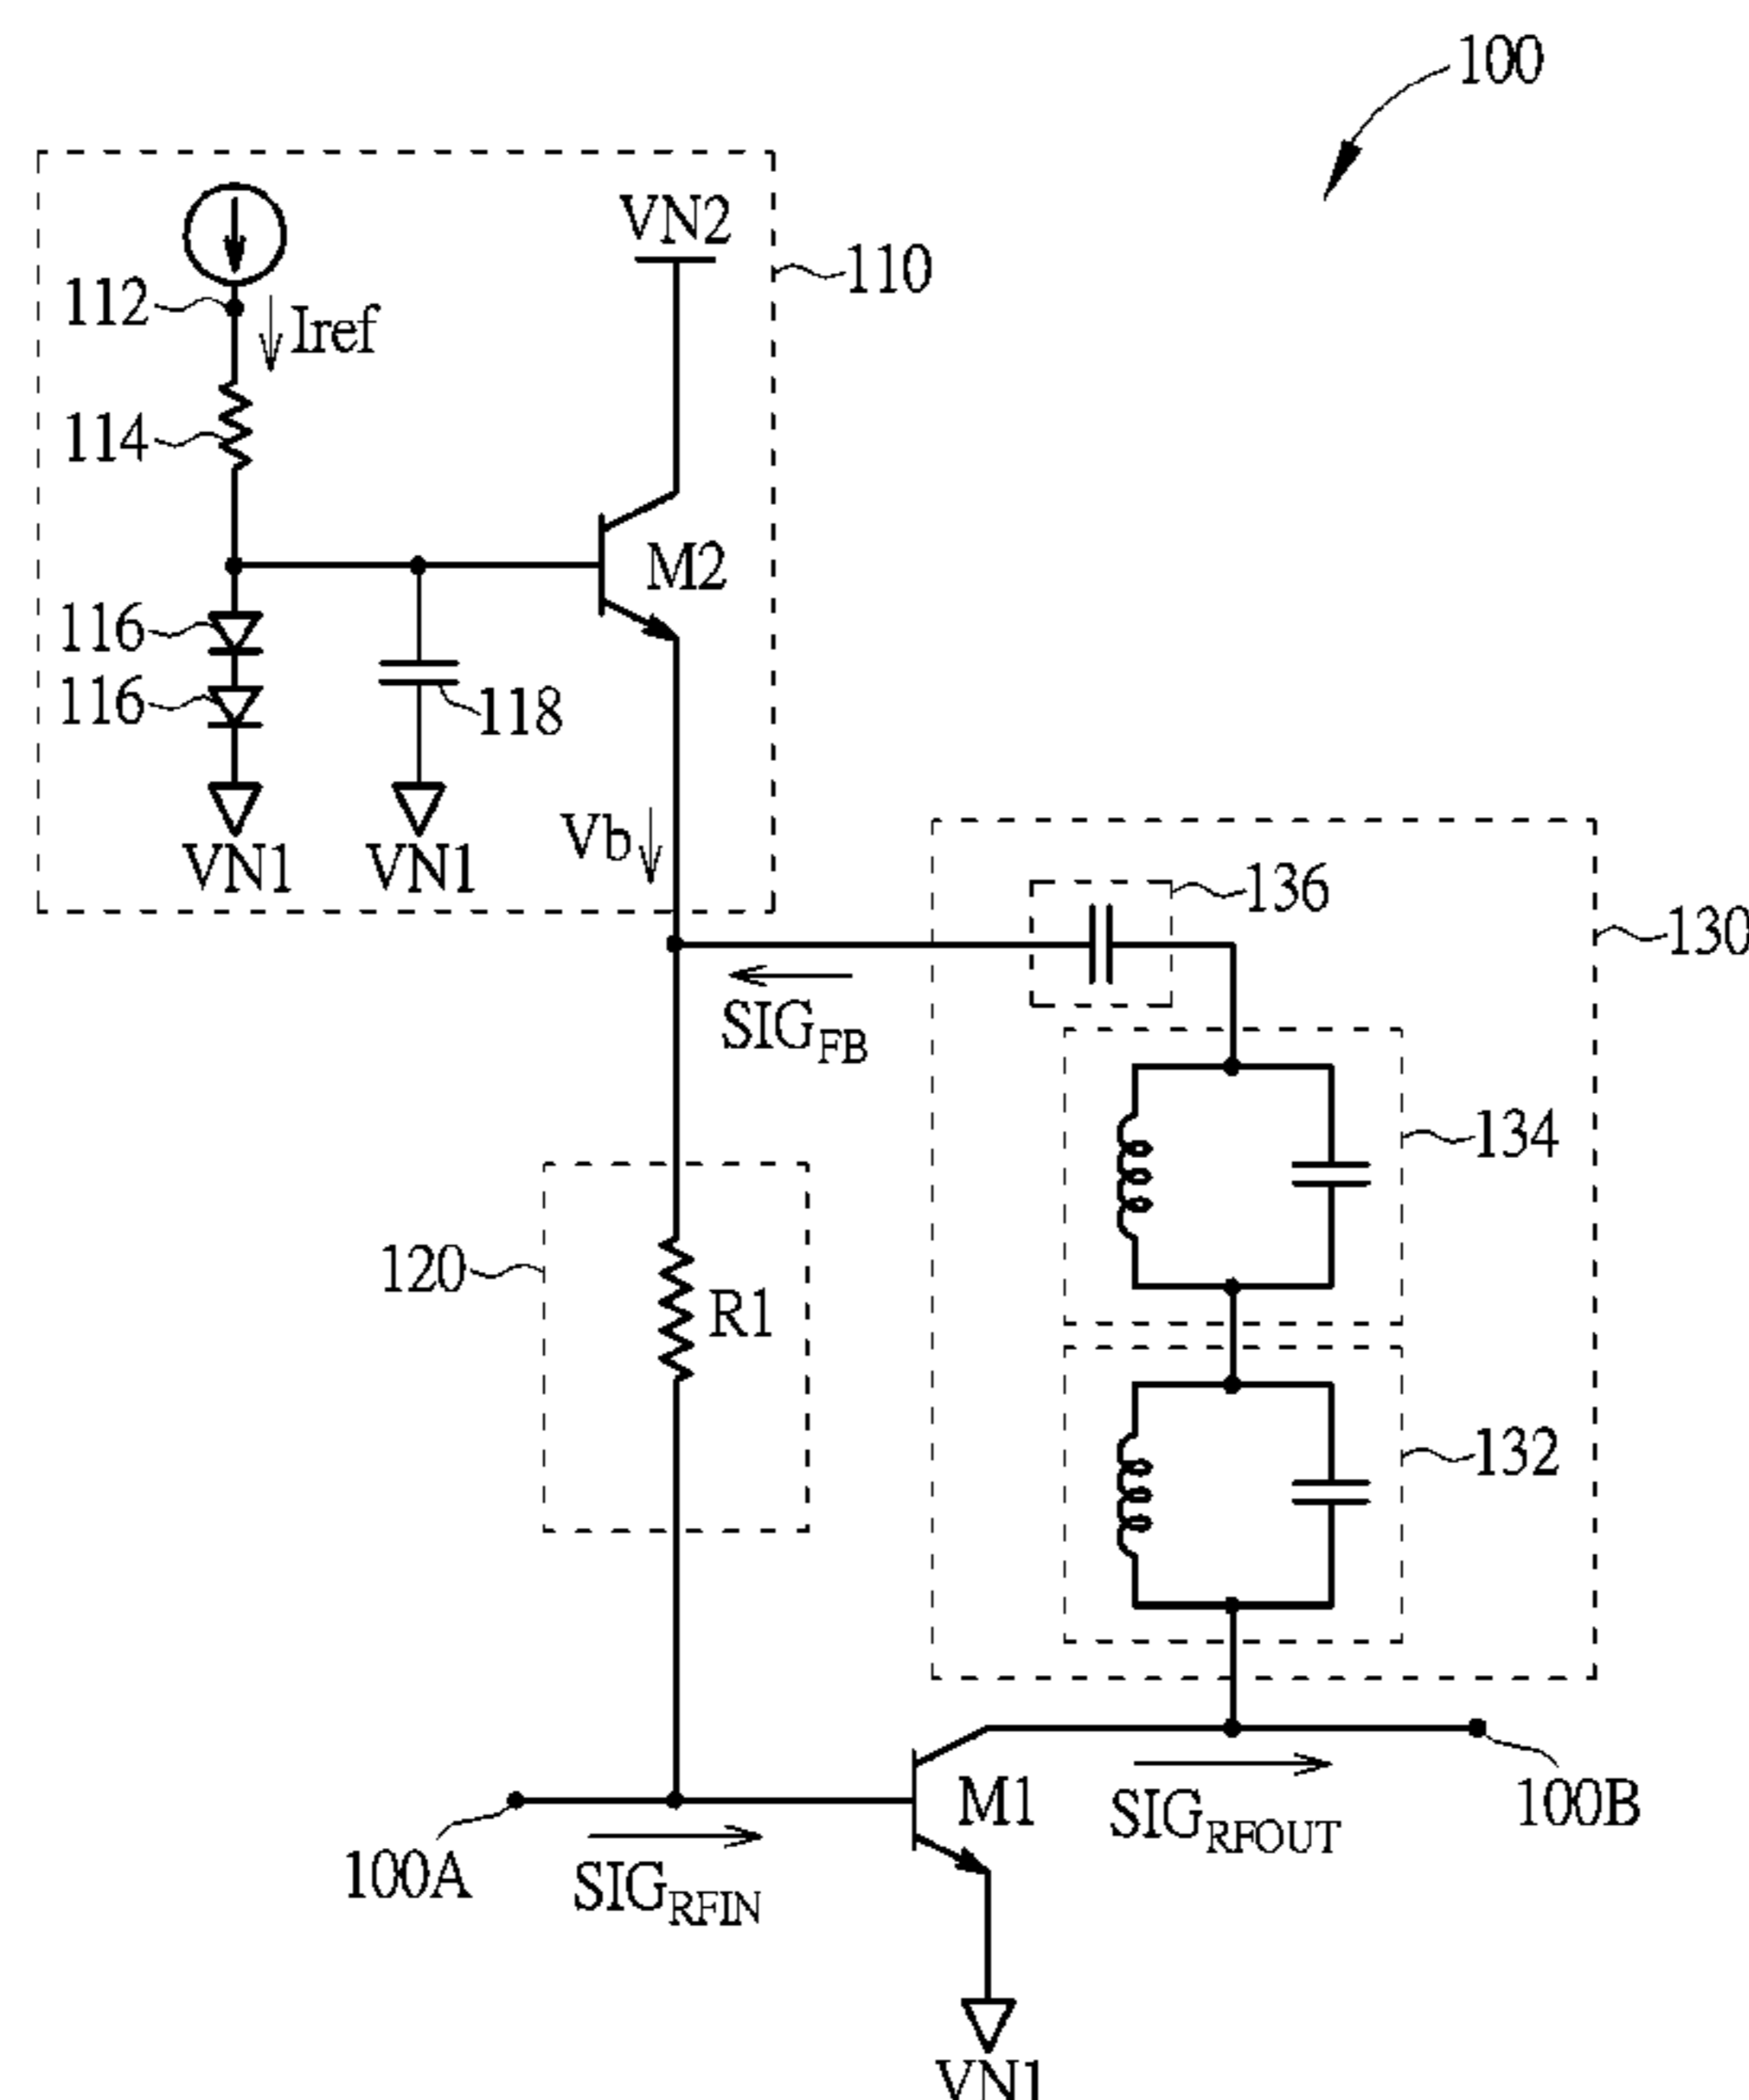 100
VN2
110
112
Iref
114
M2
116
116
118
Vb
VN1
VN1
136
130
SIGFB
134
120
R1
132
M1
SIGRFOUT
100B
100A
SIGRFIN
VN1